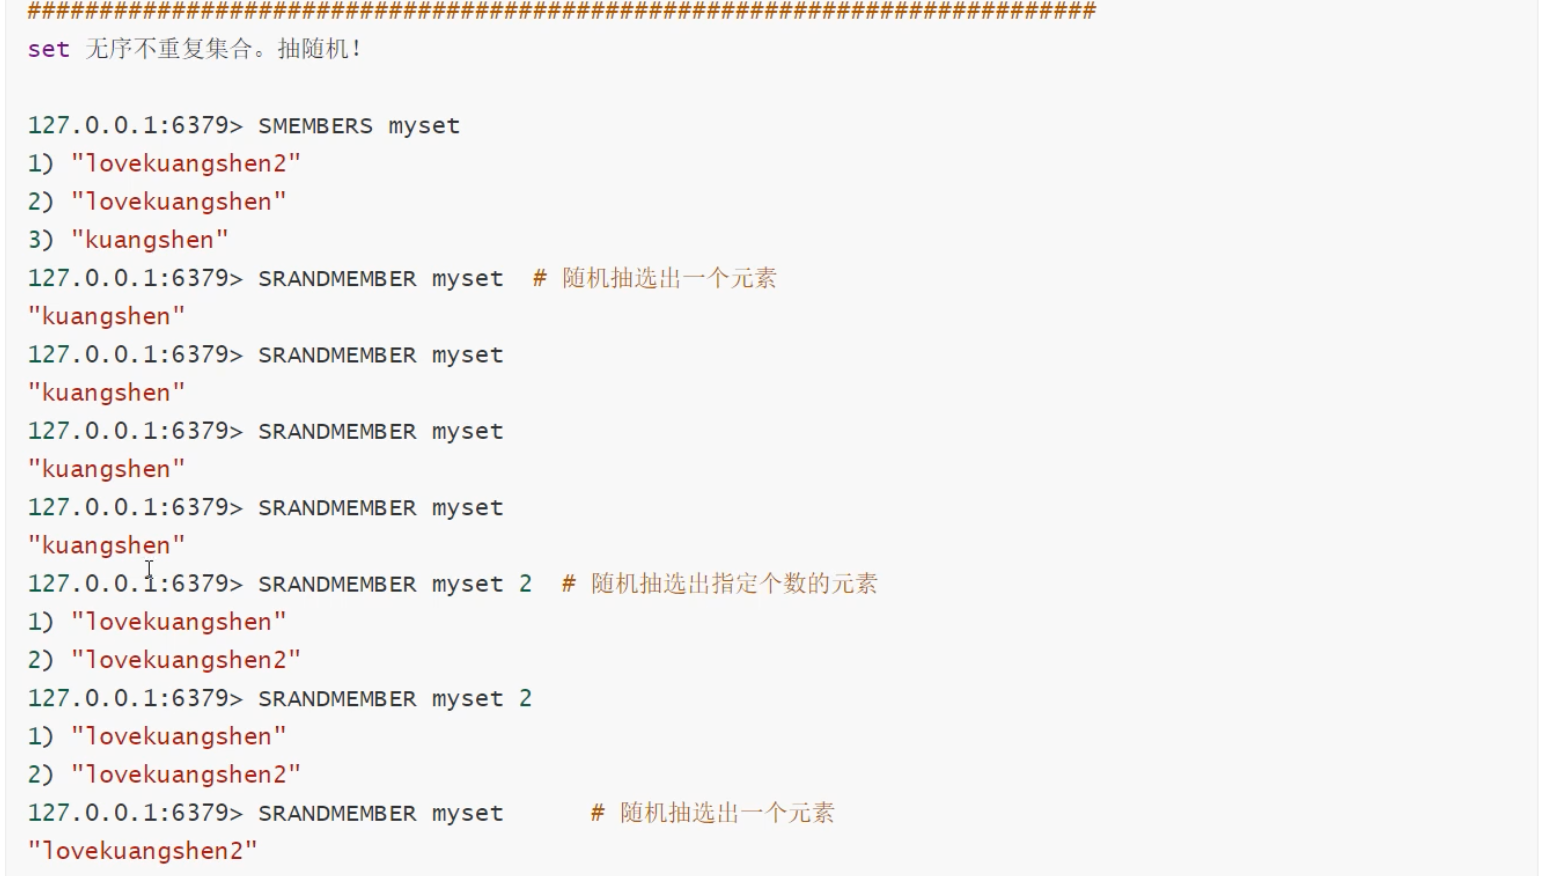 ##########################################################################
set 无序不重复集合。抽随机！
127.0.0.1:6379> SMEMBERS myset
1) "lovekuangshen2"
2) "lovekuangshen"
3) "kuangshen"
127.0.0.1:6379> SRANDMEMBER myset  # 随机抽选出一个元素
"kuangshen"
127.0.0.1:6379> SRANDMEMBER myset
"kuangshen"
127.0.0.1:6379> SRANDMEMBER myset
"kuangshen"
127.0.0.1:6379> SRANDMEMBER myset
"kuangshen"
127.0.0.1:6379> SRANDMEMBER myset 2  # 随机抽选出指定个数的元素
1) "lovekuangshen"
2) "lovekuangshen2"
127.0.0.1:6379> SRANDMEMBER myset 2
1) "lovekuangshen"
2) "lovekuangshen2"
127.0.0.1:6379> SRANDMEMBER myset      # 随机抽选出一个元素
"lovekuangshen2"